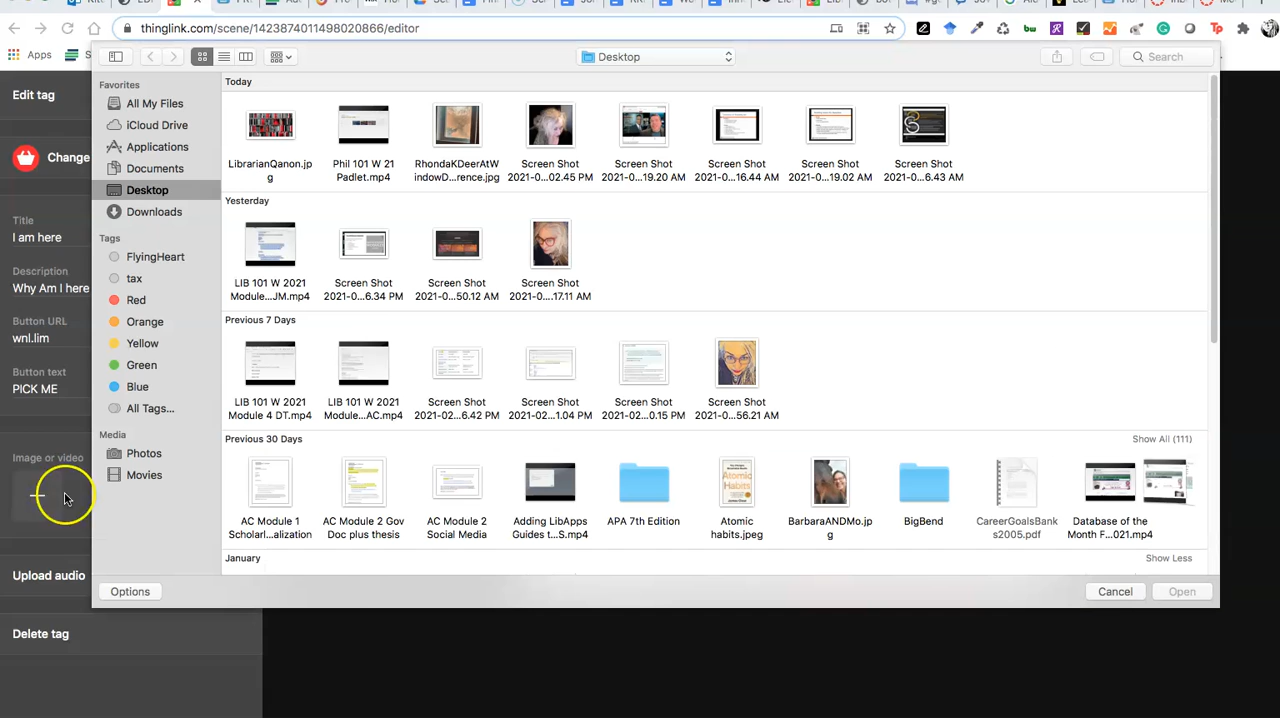 thinglink.com/scene/1423874011498020866/editor
Apps
Desktop
Search
Edit tag
Change
Title
I am here
Description
Why Am I here
Button URL
wnl.lim
Button text
PICK ME
Image or video
Upload audio
Delete tag
Favorites
All My Files
iCloud Drive
Applications
Documents
Desktop
Downloads
Tags
FlyingHeart
tax
Red
Orange
Yellow
Green
Blue
All Tags...
Media
Photos
Movies
Today
LibrarianQanon.jp
g
Phil 101 W 21
Padlet.mp4
RhondaKDeerAtW
indowD...rence.jpg
Screen Shot
2021-0...02.45 PM
Screen Shot
2021-0...19.20 AM
Screen Shot
2021-0...16.44 AM
Screen Shot
2021-0...19.02 AM
Screen Shot
2021-0...6.43 AM
Yesterday
LIB 101 W 2021
Module...JM.mp4
Screen Shot
2021-0...6.34 PM
Screen Shot
2021-0...50.12 AM
Screen Shot
2021-0...17.11 AM
Previous 7 Days
LIB 101 W 2021
Module 4 DT.mp4
LIB 101 W 2021
Module...AC.mp4
Screen Shot
2021-02...6.42 PM
Screen Shot
2021-02...1.04 PM
Screen Shot
2021-02...0.15 PM
Screen Shot
2021-0...56.21 AM
Previous 30 Days
Show All (111)
AC Module 1
Scholarl...alization
AC Module 2 Gov
Doc plus thesis
AC Module 2
Social Media
Adding LibApps
Guides t...S.mp4
APA 7th Edition
Atomic
habits.jpeg
BarbaraANDMo.jp
g
BigBend
CareerGoalsBank
s2005.pdf
Database of the
Month F...021.mp4
January
Show Less
Options
Cancel
Open